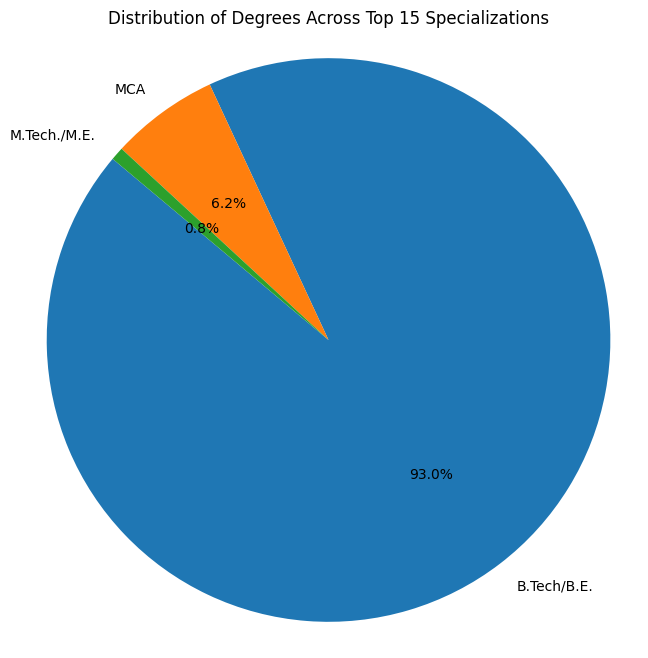 Distribution of Degrees Across Top 15 Specializations
MCA
M.Tech./M.E.
6.2%
0.8%
93.0%
B.Tech/B.E.